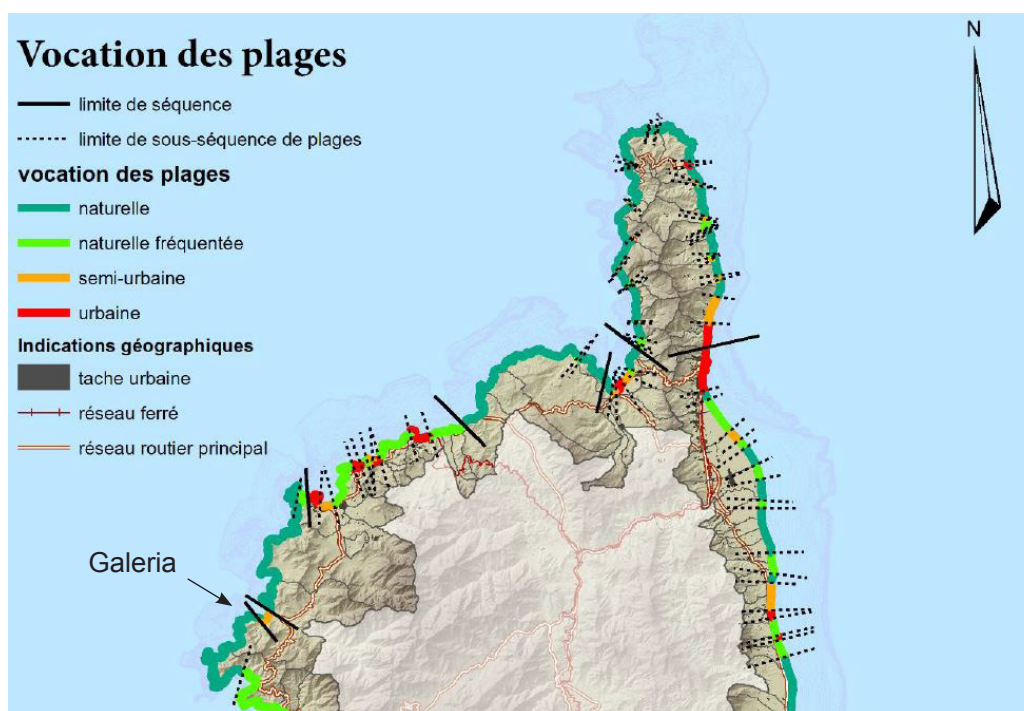 Vocation des plages
limite de séquence
limite de sous-séquence de plages
vocation des plages
naturelle
naturelle fréquentée
semi-urbaine
urbaine
Indications géographiques
tache urbaine
réseau ferré
réseau routier principal
N
Galeria